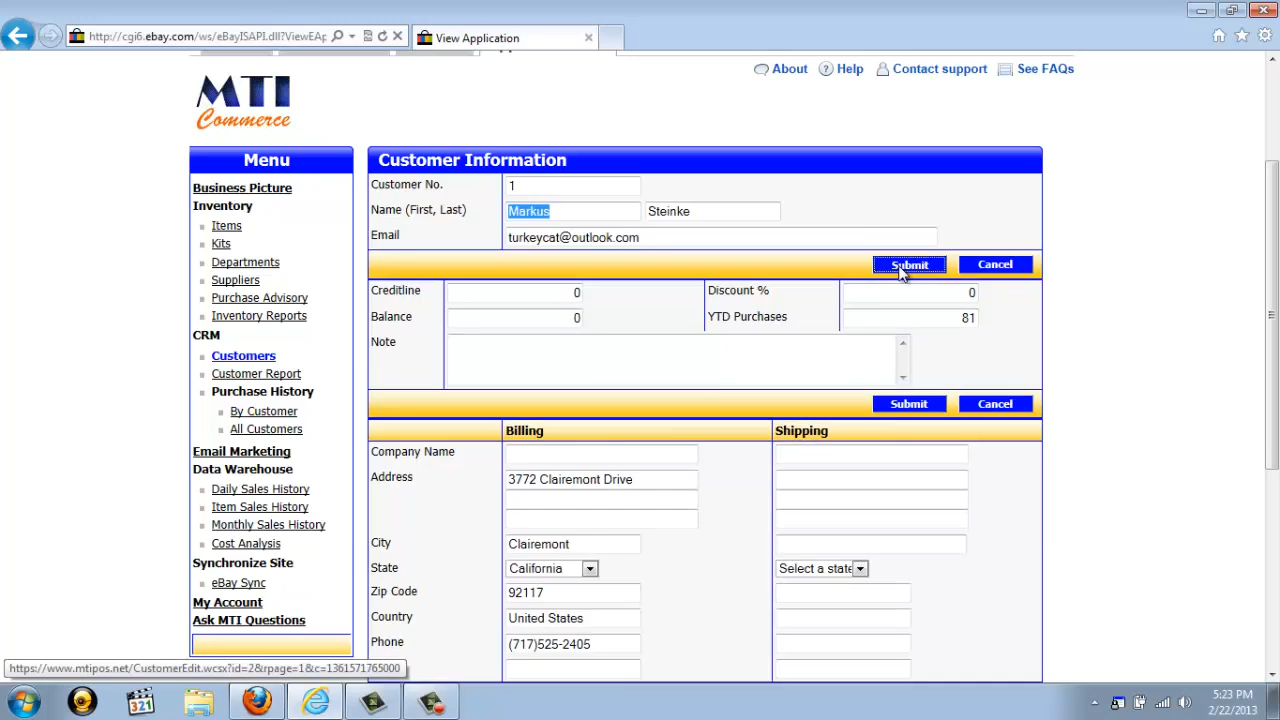 http://cgi6.ebay.com/ws/eBayISAPI.dll?ViewEAp
View Application
MTI
Commerce
About
Help
Contact support
See FAQs
Menu
Business Picture
Inventory
Items
Kits
Departments
Suppliers
Purchase Advisory
Inventory Reports
CRM
Customers
Customer Report
Purchase History
By Customer
All Customers
Email Marketing
Data Warehouse
Daily Sales History
Item Sales History
Monthly Sales History
Cost Analysis
Synchronize Site
eBay Sync
My Account
Ask MTI Questions
Customer Information
Customer No. 1
Name (First, Last) Markus Steinke
Email turkeycat@outlook.com
Submit Cancel
Creditline 0 Discount % 0
Balance 0 YTD Purchases 81
Note
Submit Cancel
Billing Shipping
Company Name
Address 3772 Clairemont Drive
City Clairemont
State California Select a state
Zip Code 92117
Country United States
Phone (717)525-2405
https://www.mtipos.net/CustomerEdit.wcsx?id=2&rpage=1&c=1361571765000
321
5:23 PM
2/22/2013